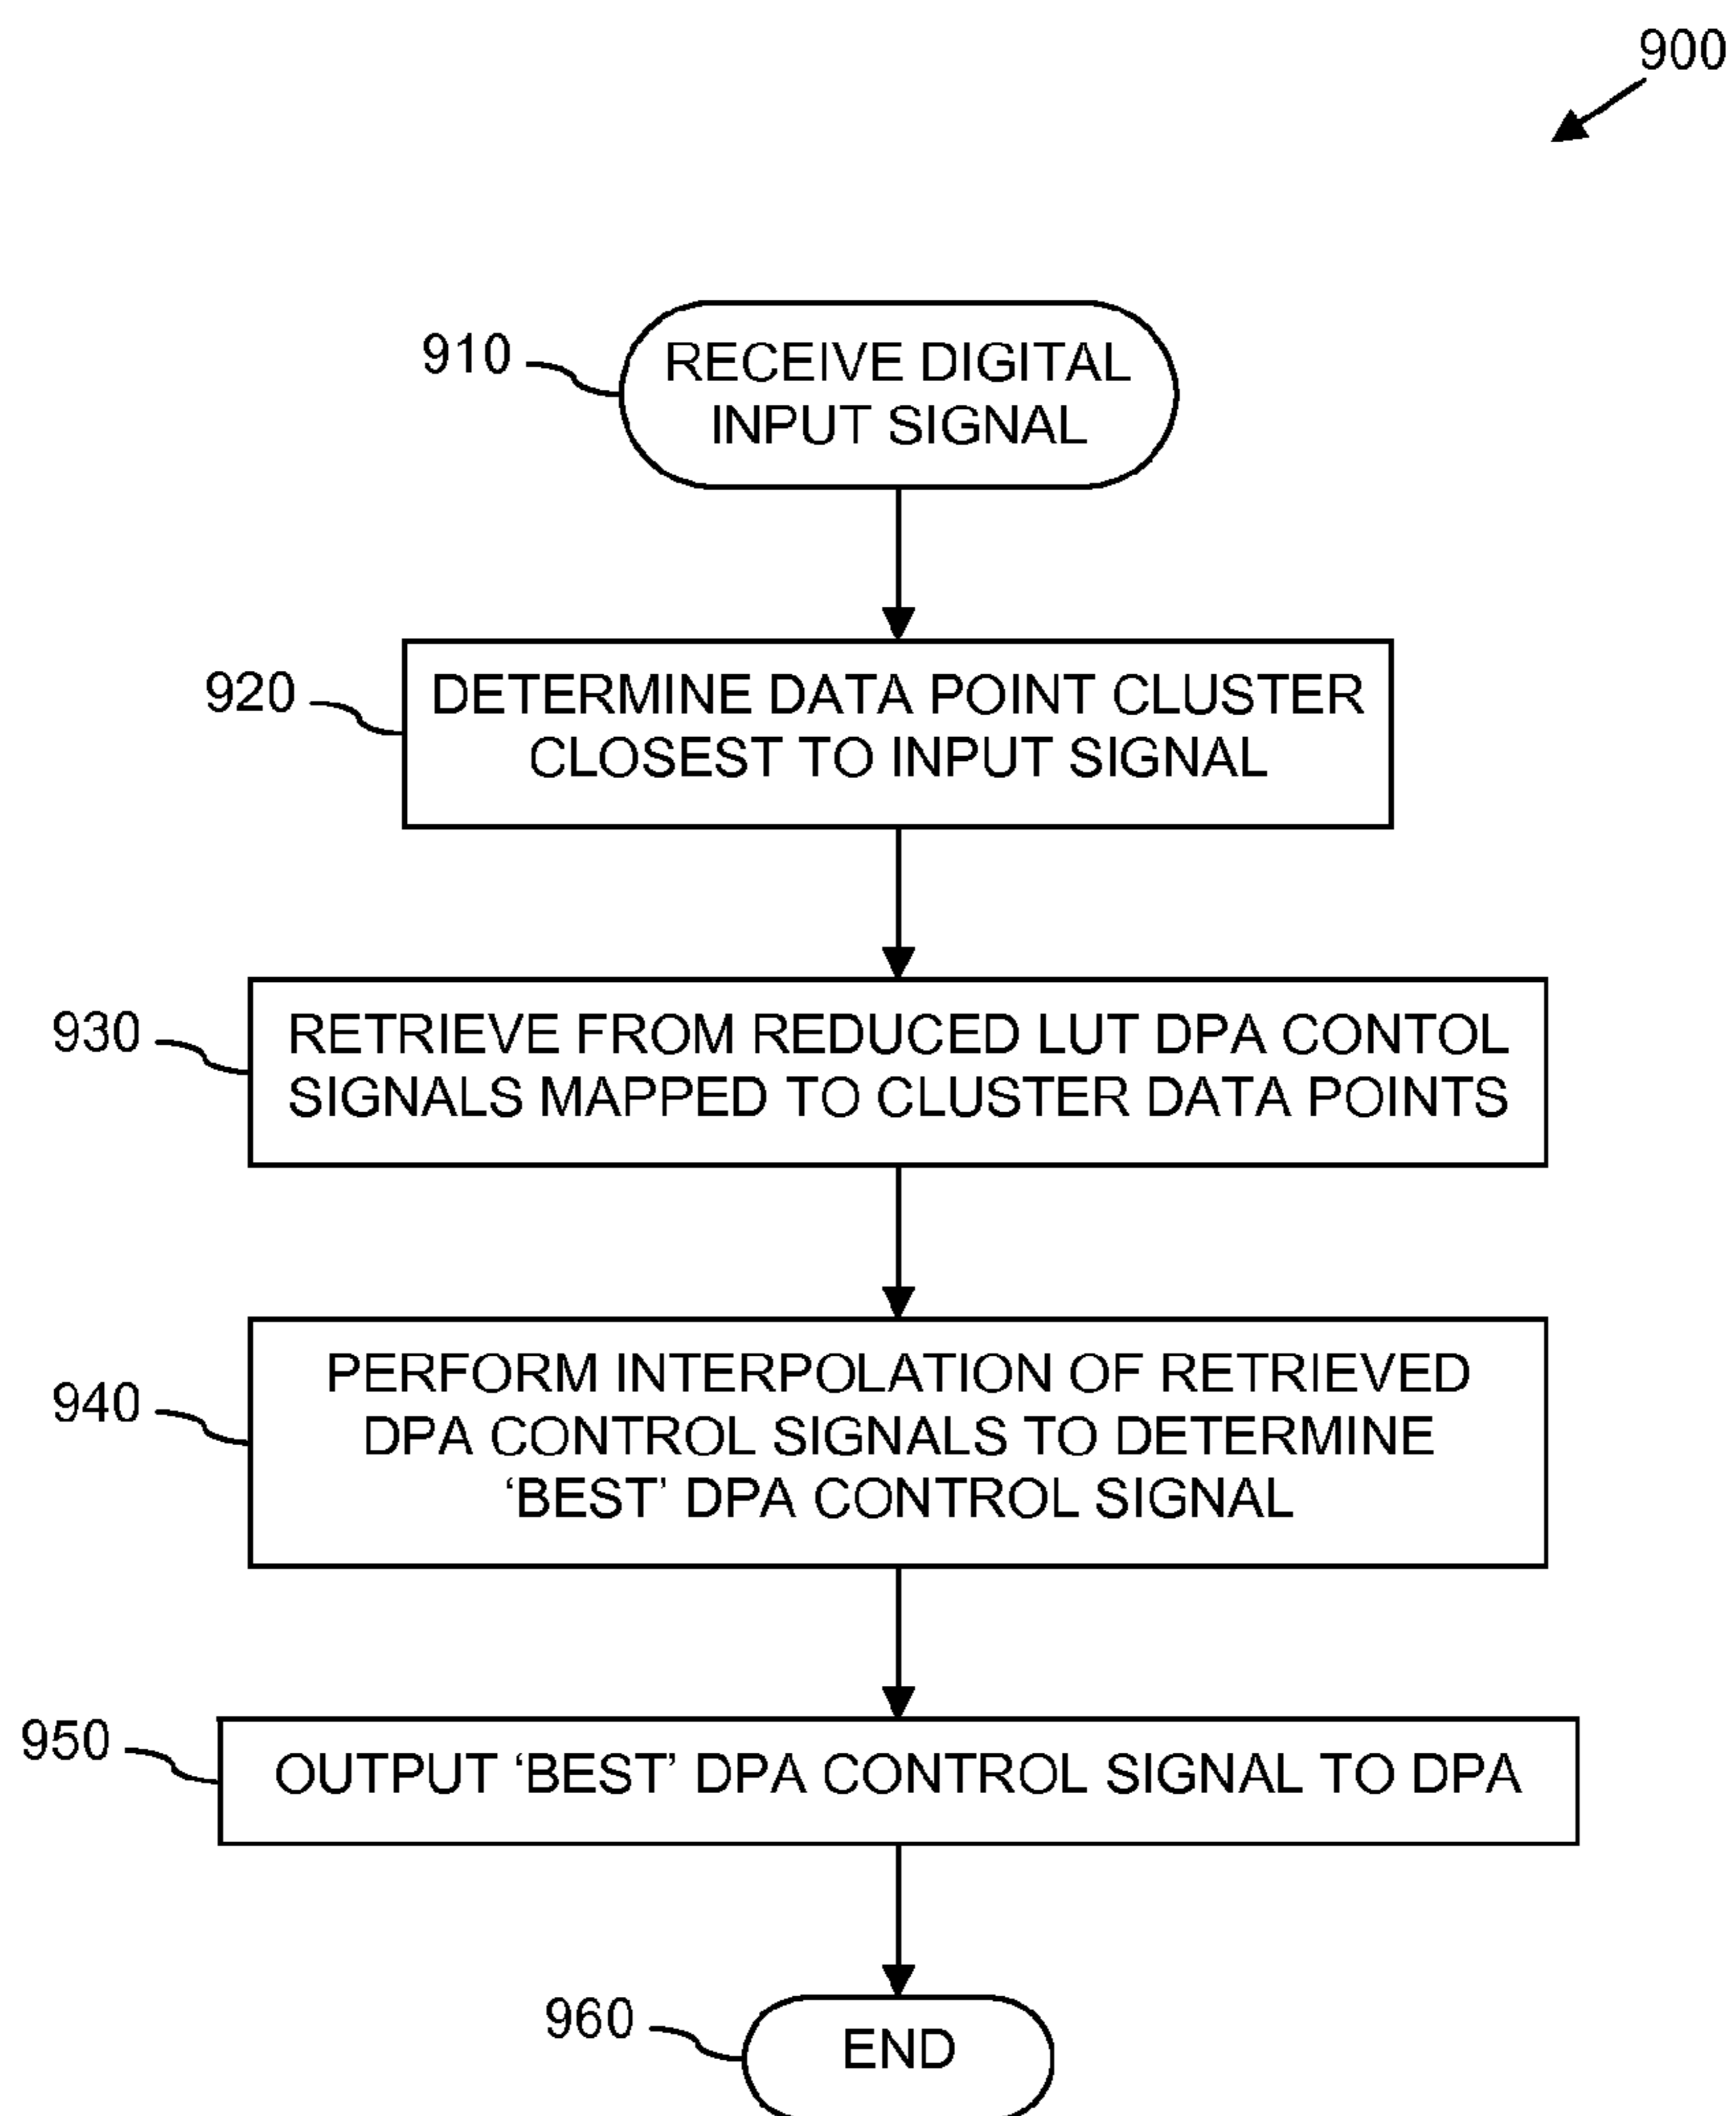 900
910
RECEIVE DIGITAL
INPUT SIGNAL
920
DETERMINE DATA POINT CLUSTER
CLOSEST TO INPUT SIGNAL
930
RETRIEVE FROM REDUCED LUT DPA CONTOL
SIGNALS MAPPED TO CLUSTER DATA POINTS
940
PERFORM INTERPOLATION OF RETRIEVED
DPA CONTROL SIGNALS TO DETERMINE
‘BEST’ DPA CONTROL SIGNAL
950
OUTPUT ‘BEST’ DPA CONTROL SIGNAL TO DPA
960
END